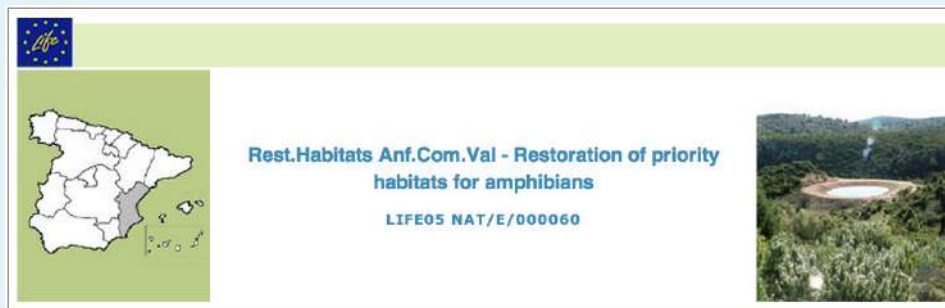 Life
Rest.Habitats Anf.Com.Val - Restoration of priority
habitats for amphibians
LIFE05 NAT/E/000060